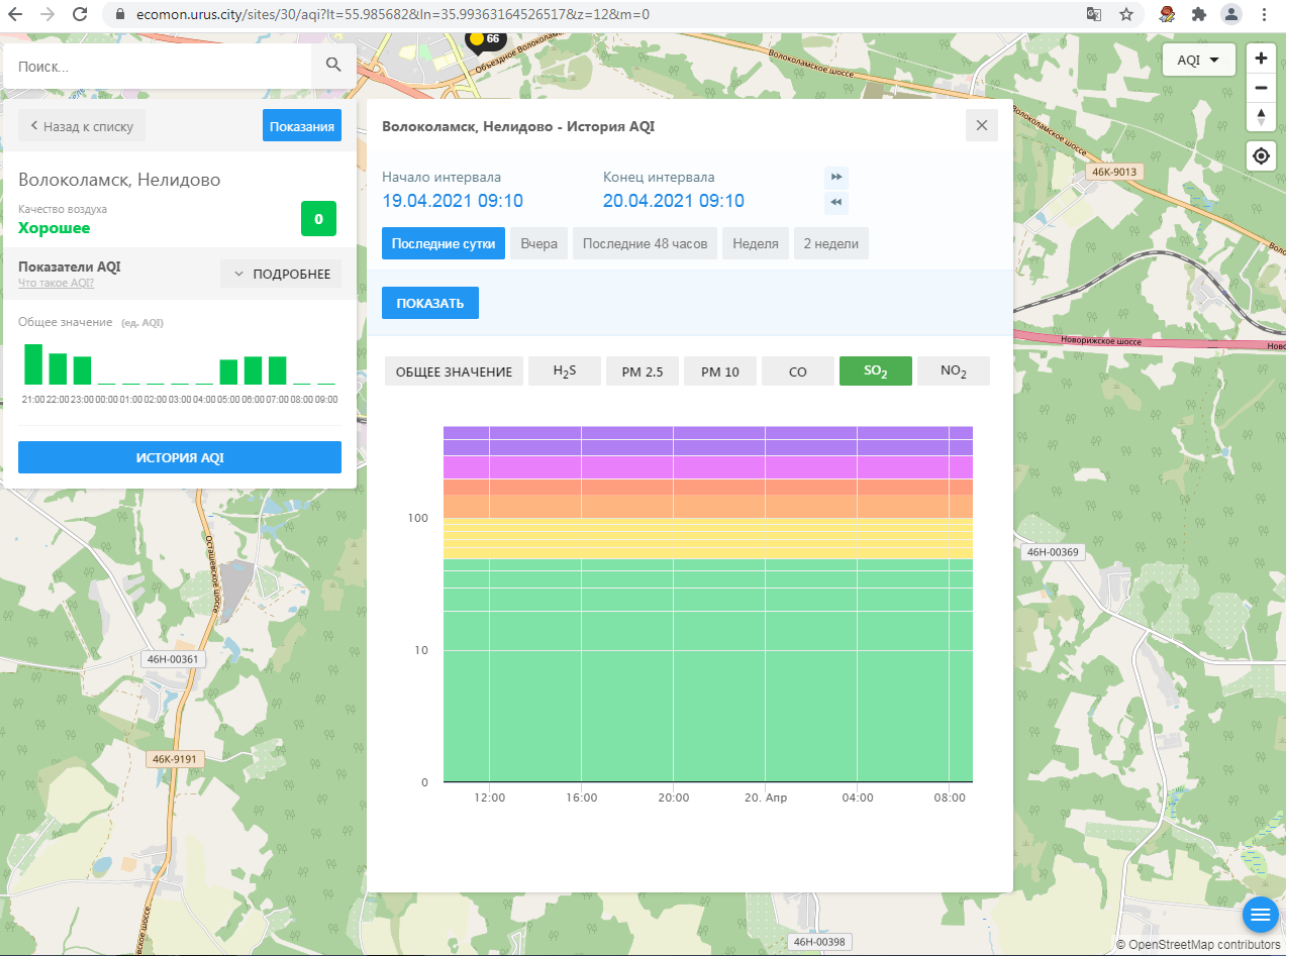 ecomon.urus.city/sites/30/aqi?lt=55.985682&ln=35.99363164526517&z=12&m=0
66
Объездное Волоколамск
Волоколамское шоссе
Поиск...
AQI
Назад к списку
Показания
Волоколамск, Нелидово
Качество воздуха
Хорошее
0
Показатели AQI
Что такое AQI?
ПОДРОБНЕЕ
Общее значение (ед. AQI)
21:00 22:00 23:00 00:00 01:00 02:00 03:00 04:00 05:00 06:00 07:00 08:00 09:00
ИСТОРИЯ AQI
Волоколамск, Нелидово - История AQI
Начало интервала
Конец интервала
19.04.2021 09:10
20.04.2021 09:10
Последние сутки
Вчера
Последние 48 часов
Неделя
2 недели
ПОКАЗАТЬ
ОБЩЕЕ ЗНАЧЕНИЕ
H2S
PM 2.5
PM 10
CO
SO2
NO2
100
10
0
12:00 16:00 20:00 20. Апр 04:00 08:00
Волоколамское шоссе
46К-9013
Новорижское шоссе
46Н-00369
Осташевское шоссе
46Н-00361
46К-9191
46Н-00398
© OpenStreetMap contributors